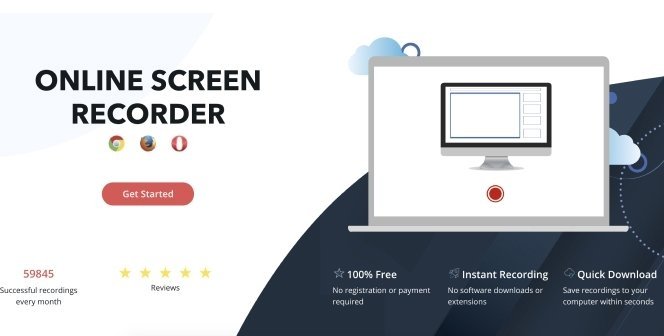 ONLINE SCREEN
RECORDER
Get Started
59845
Successful recordings
every month
Reviews
100% Free
No registration or payment
required
Instant Recording
No software downloads or
extensions
Quick Download
Save recordings to your
computer within seconds